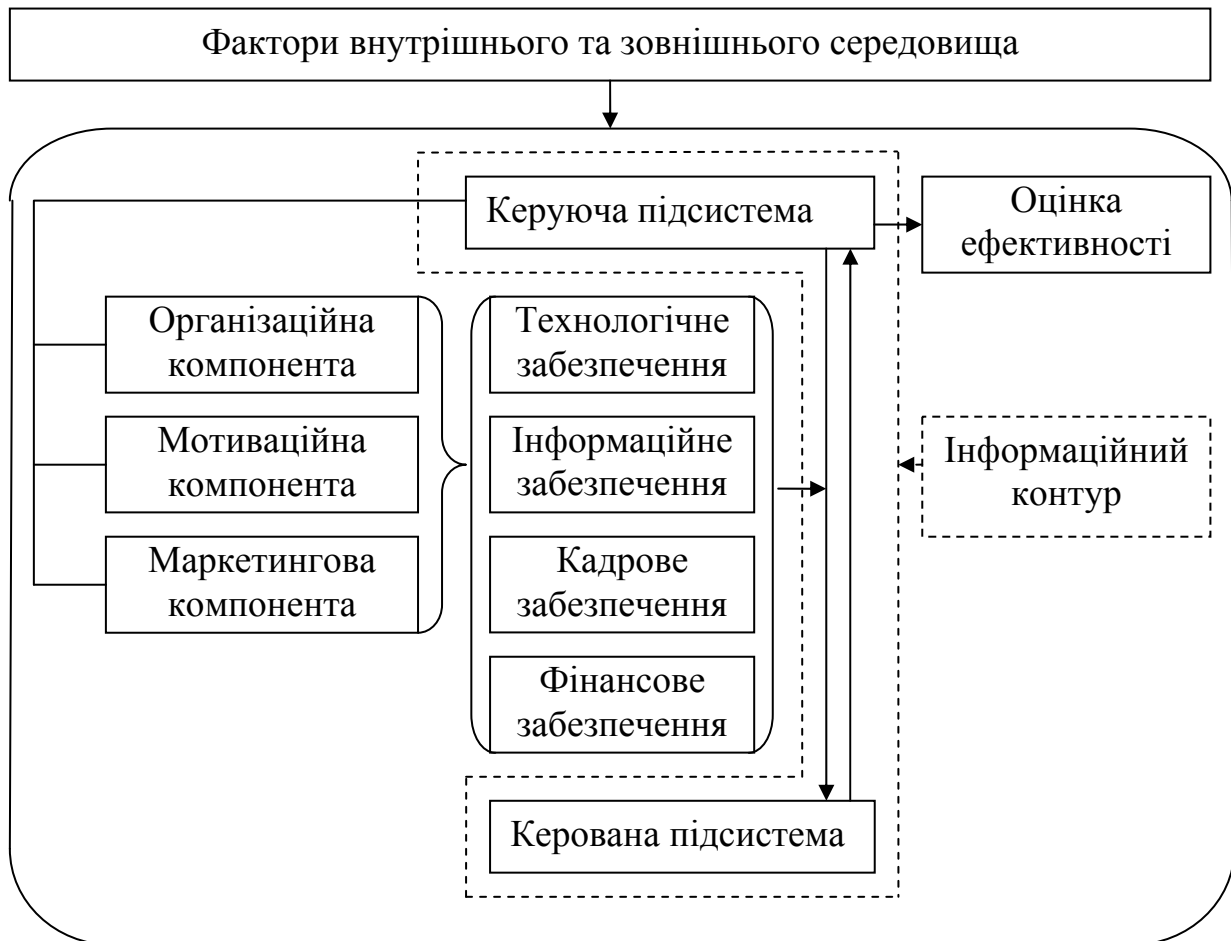 Фактори внутрішнього та зовнішнього середовища
Керуюча підсистема
Оцінка
ефективності
Організаційна
компонента
Технологічне
забезпечення
Мотиваційна
компонента
Інформаційне
забезпечення
Інформаційний
контур
Маркетингова
компонента
Кадрове
забезпечення
Фінансове
забезпечення
Керована підсистема